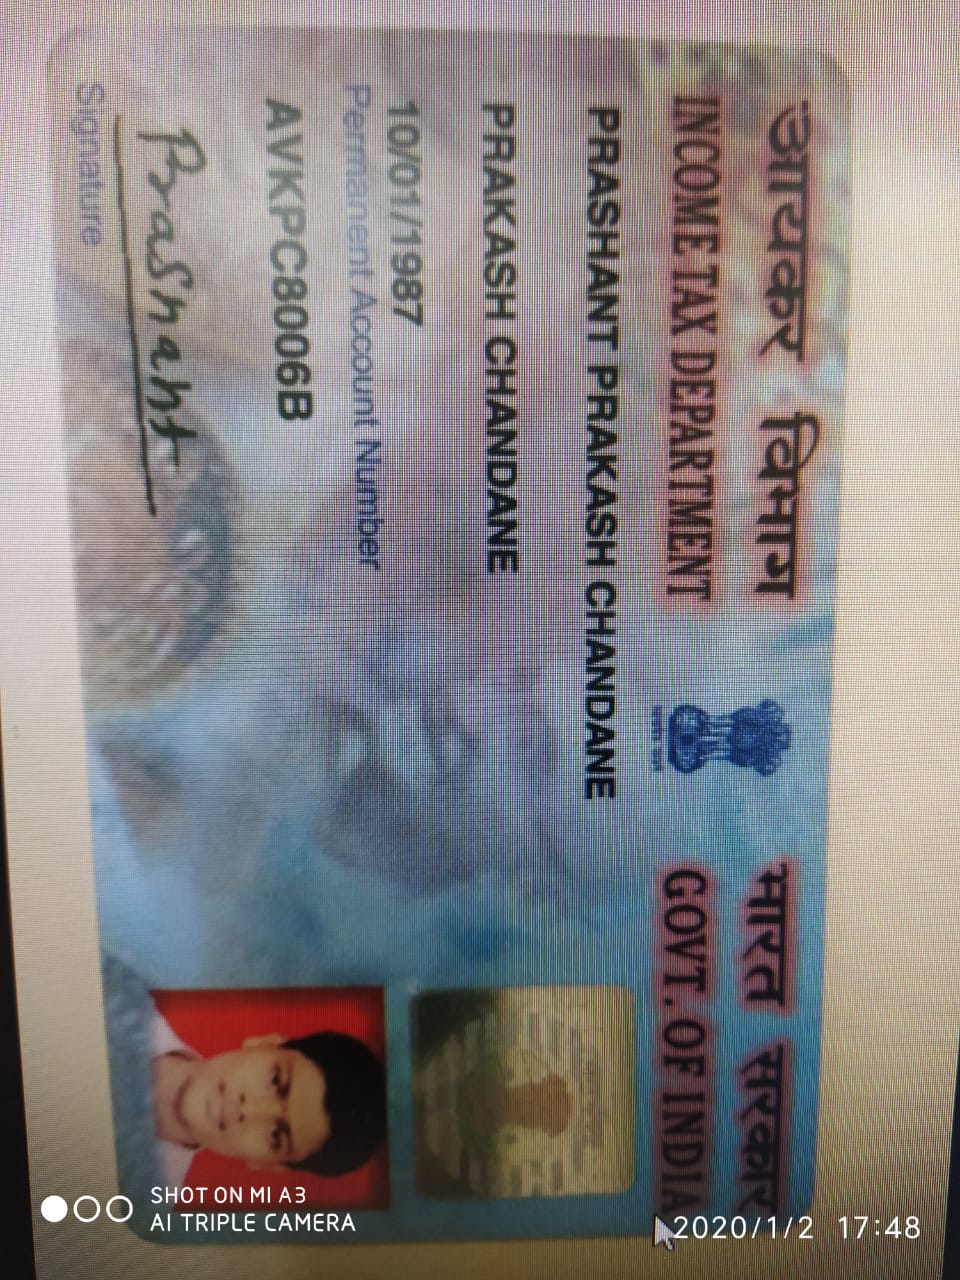 आयकर विभाग
INCOME TAX DEPARTMENT
भारत सरकार
GOVT. OF INDIA
PRASHANT PRAKASH CHANDANE
PRAKASH CHANDANE
10/01/1987
Permanent Account Number
AVKPC8006B
Prashant
Signature
SHOT ON MI A3
AI TRIPLE CAMERA
2020/1/2 17:48